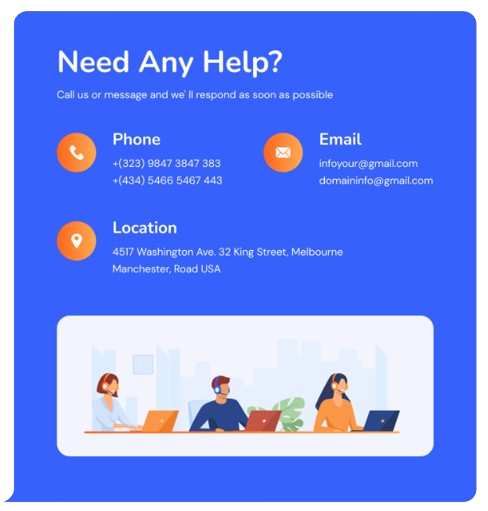 Need Any Help?
Call us or message and we' ll respond as soon as possible
Phone
+(323) 9847 3847 383
+(434) 5466 5467 443
Email
infoyour@gmail.com
domaininfo@gmail.com
Location
4517 Washington Ave. 32 King Street, Melbourne
Manchester, Road USA